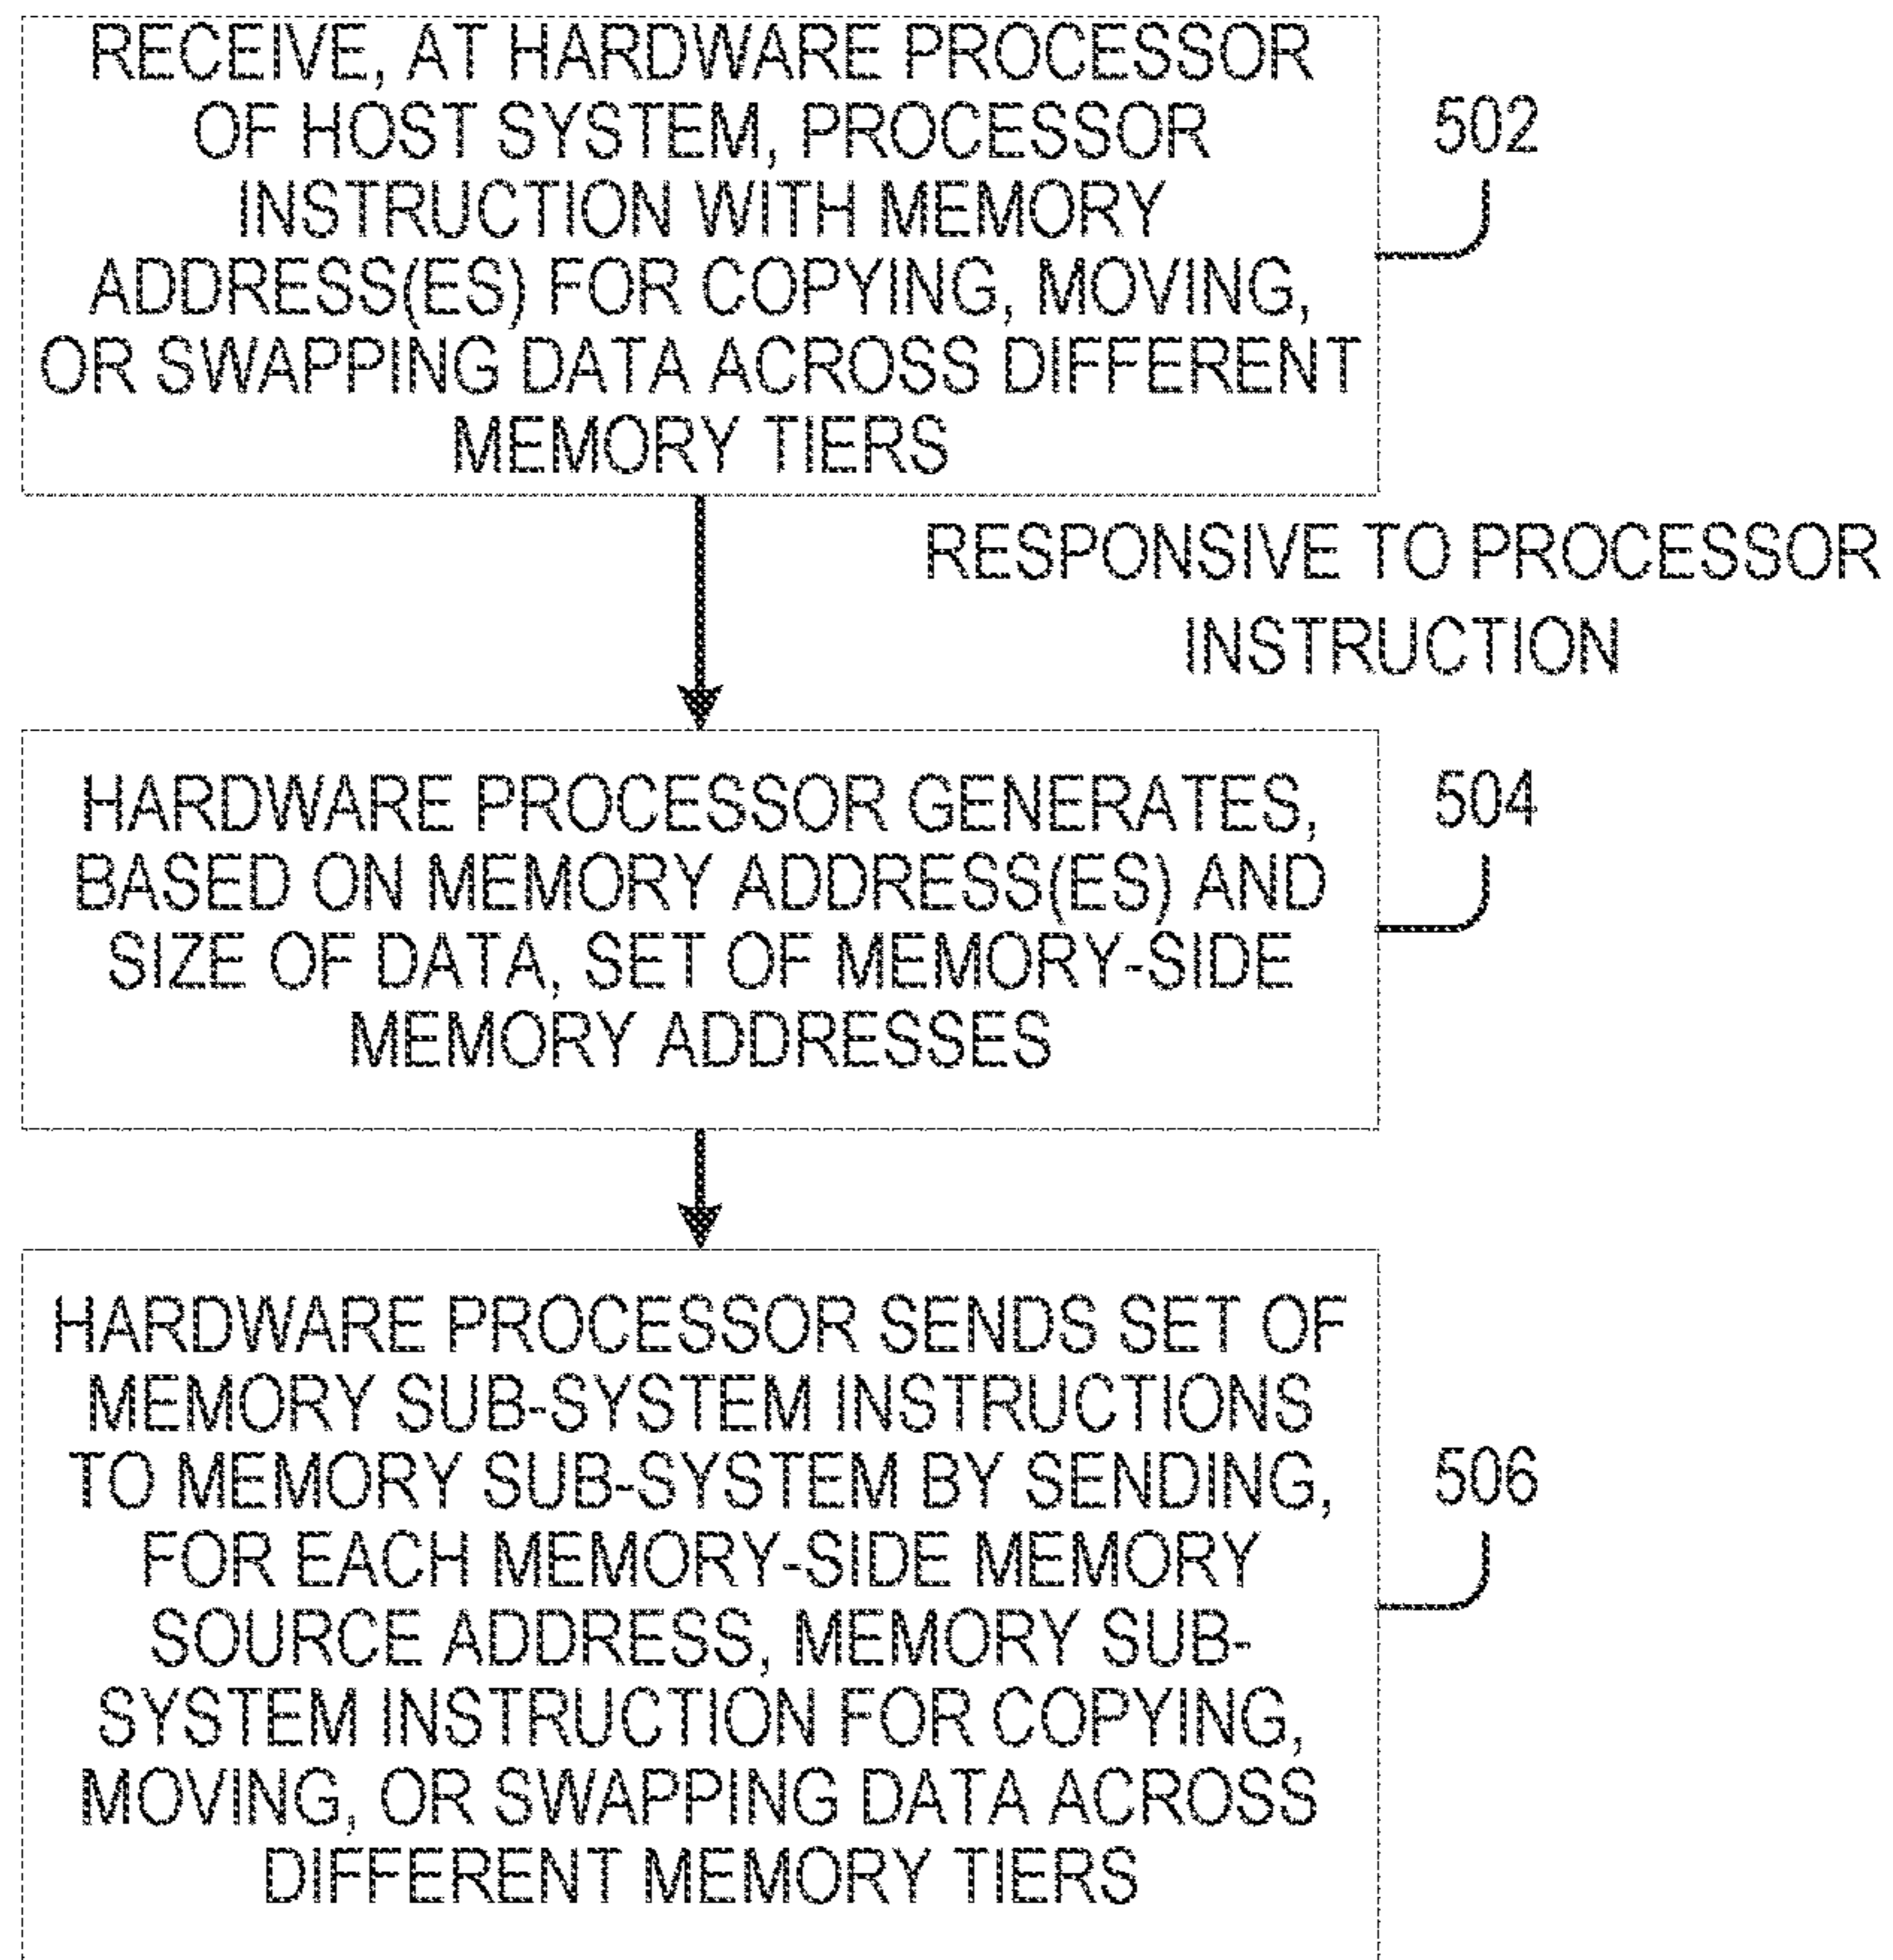 RECEIVE, AT HARDWARE PROCESSOR
OF HOST SYSTEM, PROCESSOR
INSTRUCTION WITH MEMORY
ADDRESS(ES) FOR COPYING, MOVING,
OR SWAPPING DATA ACROSS DIFFERENT
MEMORY TIERS
502
RESPONSIVE TO PROCESSOR
INSTRUCTION
HARDWARE PROCESSOR GENERATES,
BASED ON MEMORY ADDRESS(ES) AND
SIZE OF DATA, SET OF MEMORY-SIDE
MEMORY ADDRESSES
504
HARDWARE PROCESSOR SENDS SET OF
MEMORY SUB-SYSTEM INSTRUCTIONS
TO MEMORY SUB-SYSTEM BY SENDING,
FOR EACH MEMORY-SIDE MEMORY
SOURCE ADDRESS, MEMORY SUB-
SYSTEM INSTRUCTION FOR COPYING,
MOVING, OR SWAPPING DATA ACROSS
DIFFERENT MEMORY TIERS
506